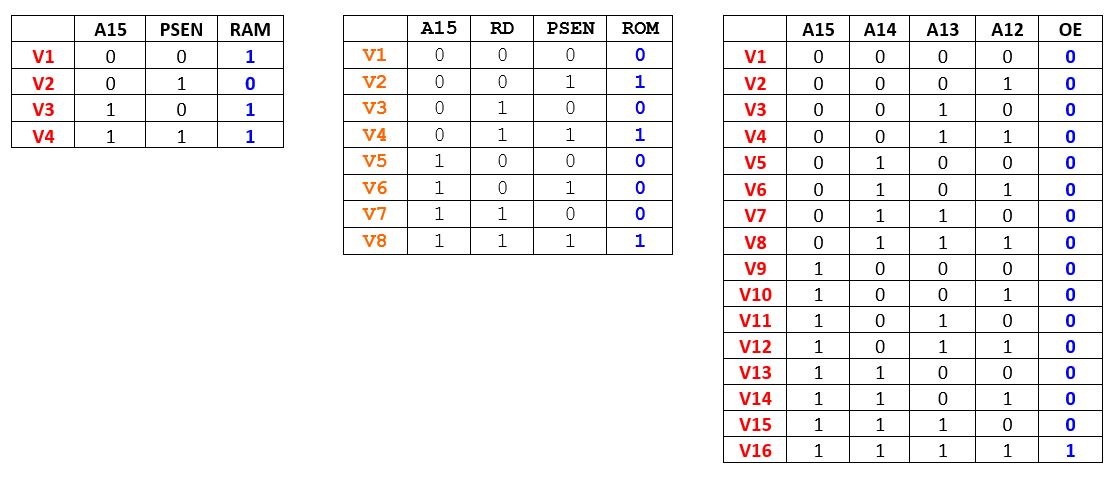 A15 PSEN RAM
V1 0 0 1
V2 0 1 0
V3 1 0 1
V4 1 1 1
A15 RD PSEN ROM
V1 0 0 0 0
V2 0 0 1 1
V3 0 1 0 0
V4 0 1 1 1
V5 1 0 0 0
V6 1 0 1 0
V7 1 1 0 0
V8 1 1 1 1
A15 A14 A13 A12 OE
V1 0 0 0 0 0
V2 0 0 0 1 0
V3 0 0 1 0 0
V4 0 0 1 1 0
V5 0 1 0 0 0
V6 0 1 0 1 0
V7 0 1 1 0 0
V8 0 1 1 1 0
V9 1 0 0 0 0
V10 1 0 0 1 0
V11 1 0 1 0 0
V12 1 0 1 1 0
V13 1 1 0 0 0
V14 1 1 0 1 0
V15 1 1 1 0 0
V16 1 1 1 1 1